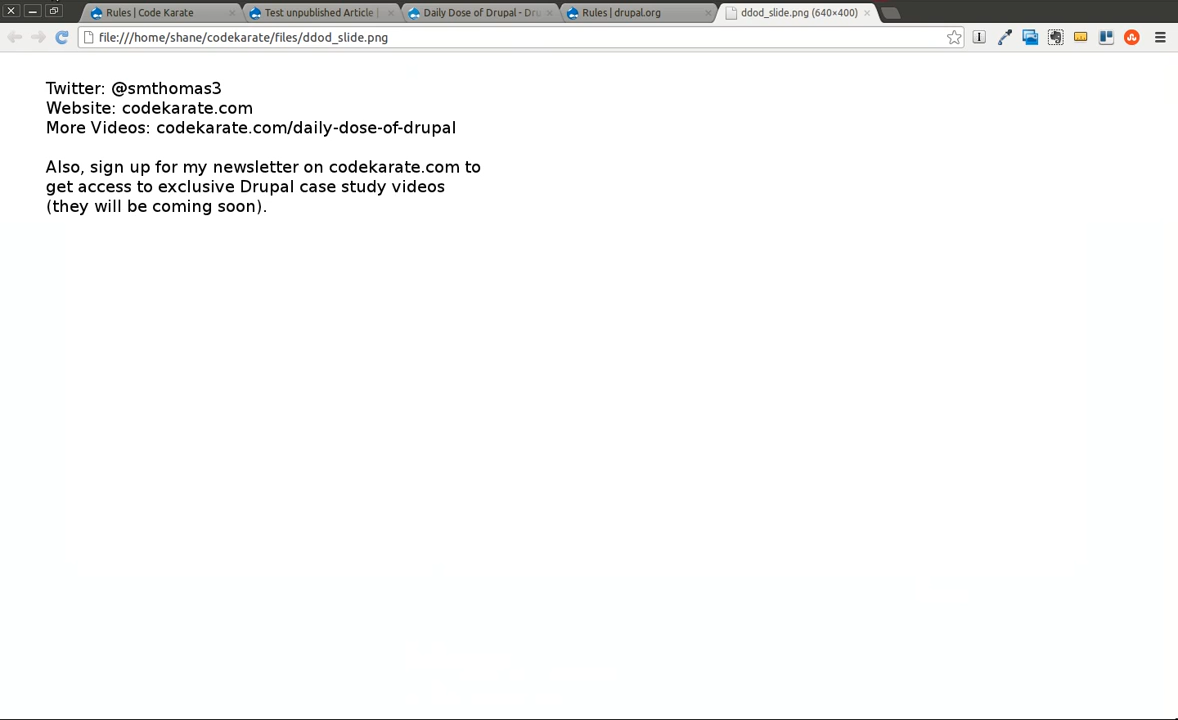 Rules | Code Karate
Test unpublished Article |
Daily Dose of Drupal - Dru
Rules | drupal.org
ddod_slide.png (640×400)
file:///home/shane/codekarate/files/ddod_slide.png
Twitter: @smthomas3
Website: codekarate.com
More Videos: codekarate.com/daily-dose-of-drupal
Also, sign up for my newsletter on codekarate.com to
get access to exclusive Drupal case study videos
(they will be coming soon).